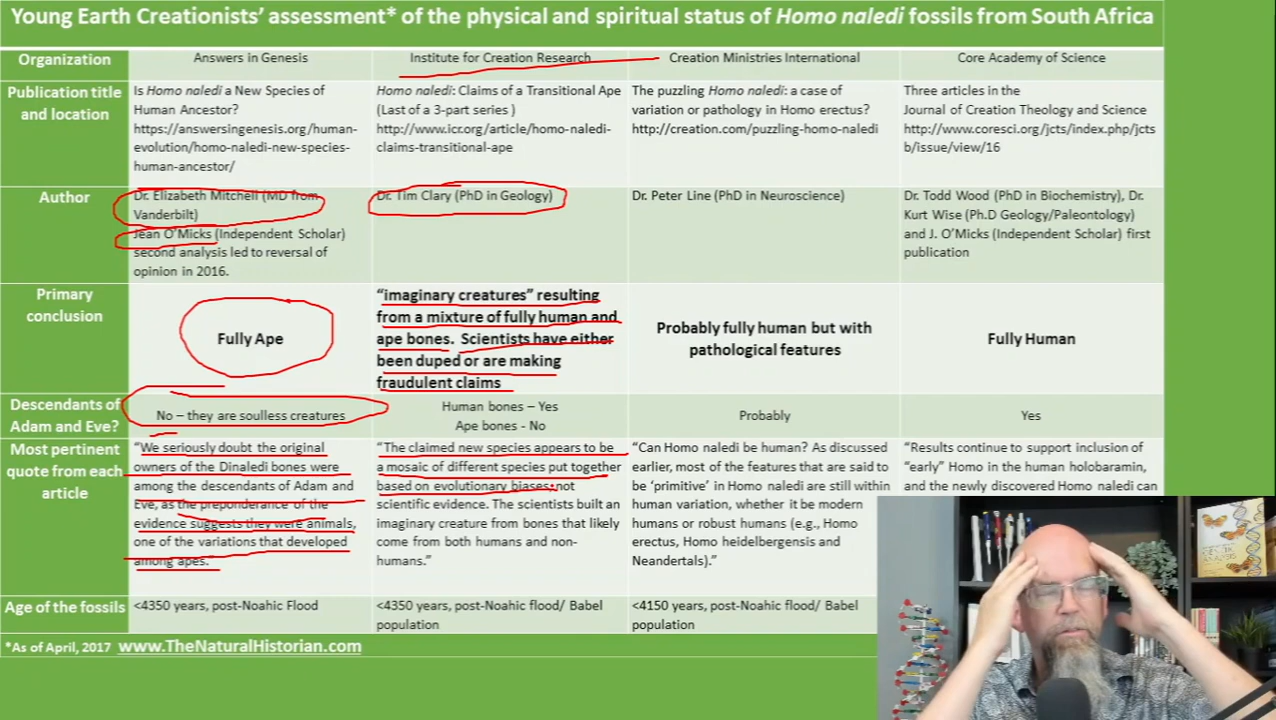 Young Earth Creationists’ assessment* of the physical and spiritual status of Homo naledi fossils from South Africa
Organization
Answers in Genesis
Institute for Creation Research
Creation Ministries International
Core Academy of Science
Publication title
and location
Is Homo naledi a New Species of
Human Ancestor?
https://answersingenesis.org/human-
evolution/homo-naledi-new-species-
human-ancestor/
Homo naledi: Claims of a Transitional Ape
(Last of a 3-part series )
http://www.icr.org/article/homo-naledi-
claims-transitional-ape
The puzzling Homo naledi: a case of
variation or pathology in Homo erectus?
http://creation.com/puzzling-homo-naledi
Three articles in the
Journal of Creation Theology and Science
http://www.coresci.org/jcts/index.php/jcts
b/issue/view/16
Author
Dr. Elizabeth Mitchell (MD from
Vanderbilt)
Jean O’Micks (Independent Scholar)
second analysis led to reversal of
opinion in 2016.
Dr. Tim Clary (PhD in Geology)
Dr. Peter Line (PhD in Neuroscience)
Dr. Todd Wood (PhD in Biochemistry), Dr.
Kurt Wise (Ph.D Geology/Paleontology)
and J. O’Micks (Independent Scholar) first
publication
Primary
conclusion
Fully Ape
“imaginary creatures” resulting
from a mixture of fully human and
ape bones. Scientists have either
been duped or are making
fraudulent claims
Probably fully human but with
pathological features
Fully Human
Descendants of
Adam and Eve?
No – they are soulless creatures
Human bones – Yes
Ape bones - No
Probably
Yes
Most pertinent
quote from each
article
“We seriously doubt the original
owners of the Dinaledi bones were
among the descendants of Adam and
Eve, as the preponderance of the
evidence suggests they were animals,
one of the variations that developed
among apes.”
“The claimed new species appears to be
a mosaic of different species put together
based on evolutionary biases, not
scientific evidence. The scientists built an
imaginary creature from bones that likely
come from both humans and non-
humans.”
“Can Homo naledi be human? As discussed
earlier, most of the features that are said to
be ‘primitive’ in Homo naledi are still within
human variation, whether it be modern
humans or robust humans (e.g., Homo
erectus, Homo heidelbergensis and
Neandertals).”
“Results continue to support inclusion of
“early” Homo in the human holobaramin,
and the newly discovered Homo naledi can
Age of the fossils
<4350 years, post-Noahic Flood
<4350 years, post-Noahic flood/ Babel
population
<4150 years, post-Noahic flood/ Babel
population
*As of April, 2017 www.TheNaturalHistorian.com